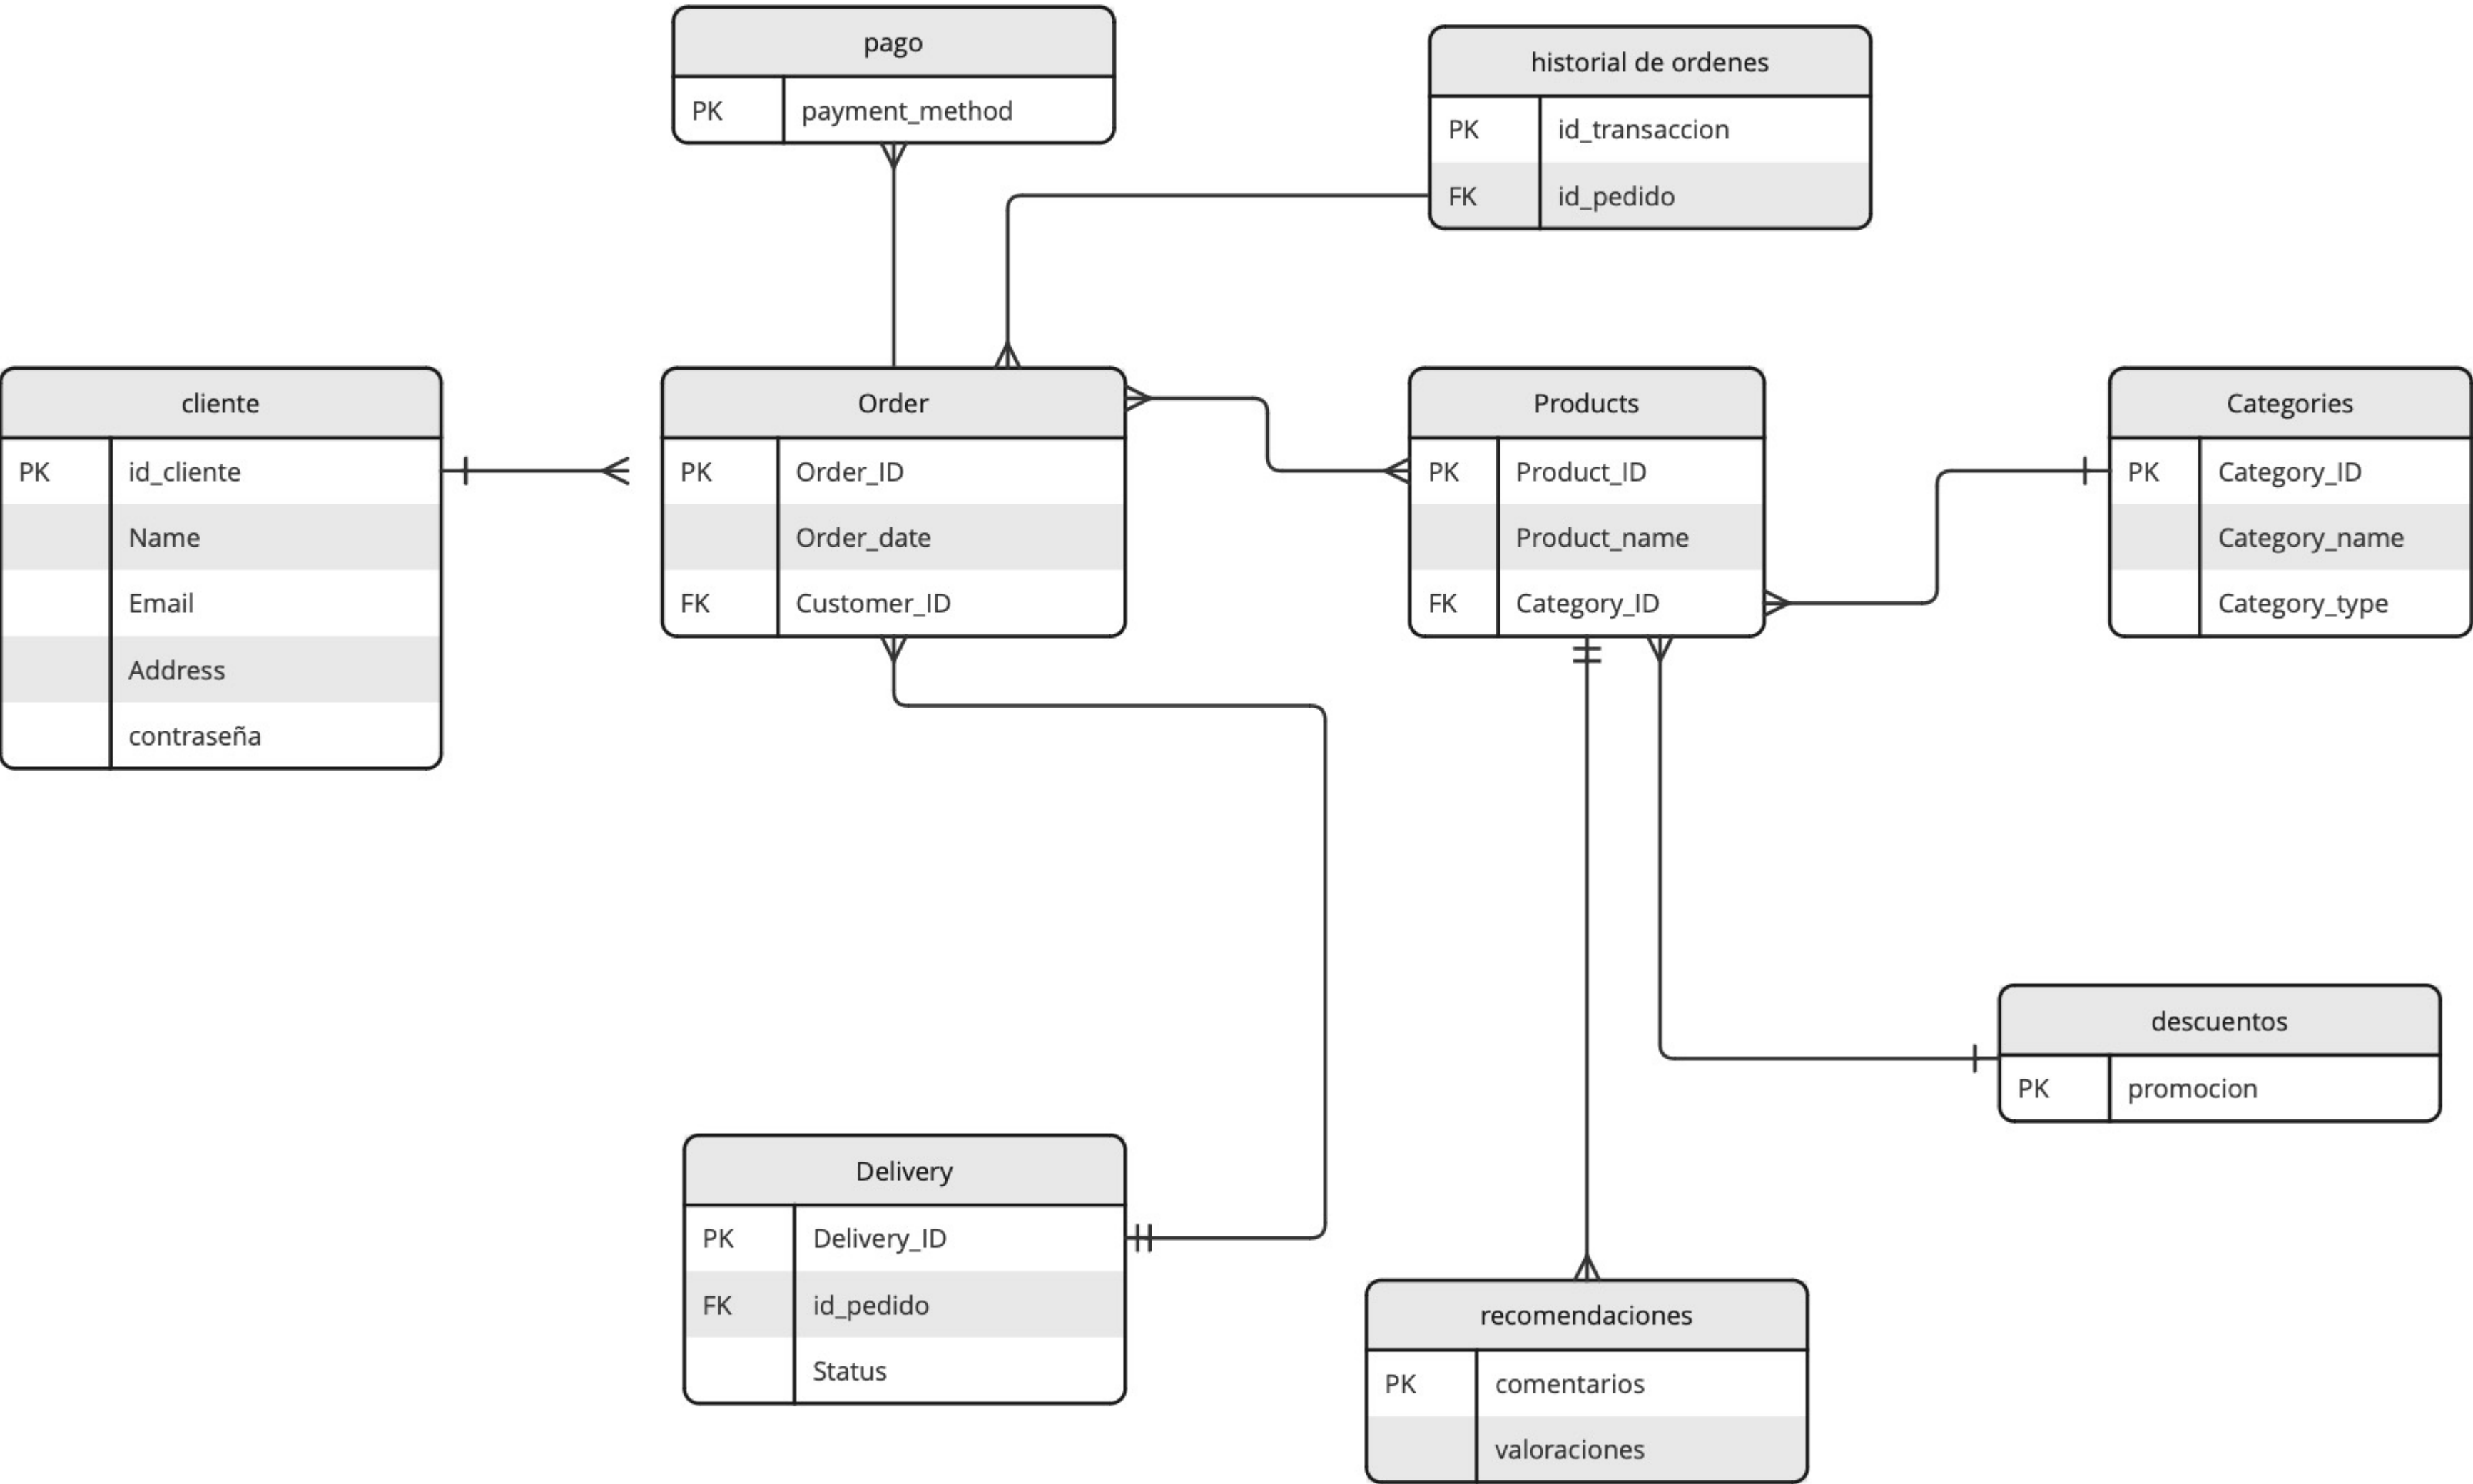 pago
PK payment_method
historial de ordenes
PK id_transaccion
FK id_pedido
cliente
PK id_cliente
Name
Email
Address
contraseña
Order
PK Order_ID
Order_date
FK Customer_ID
Products
PK Product_ID
Product_name
FK Category_ID
Categories
PK Category_ID
Category_name
Category_type
descuentos
PK promocion
Delivery
PK Delivery_ID
FK id_pedido
Status
recomendaciones
PK comentarios
valoraciones